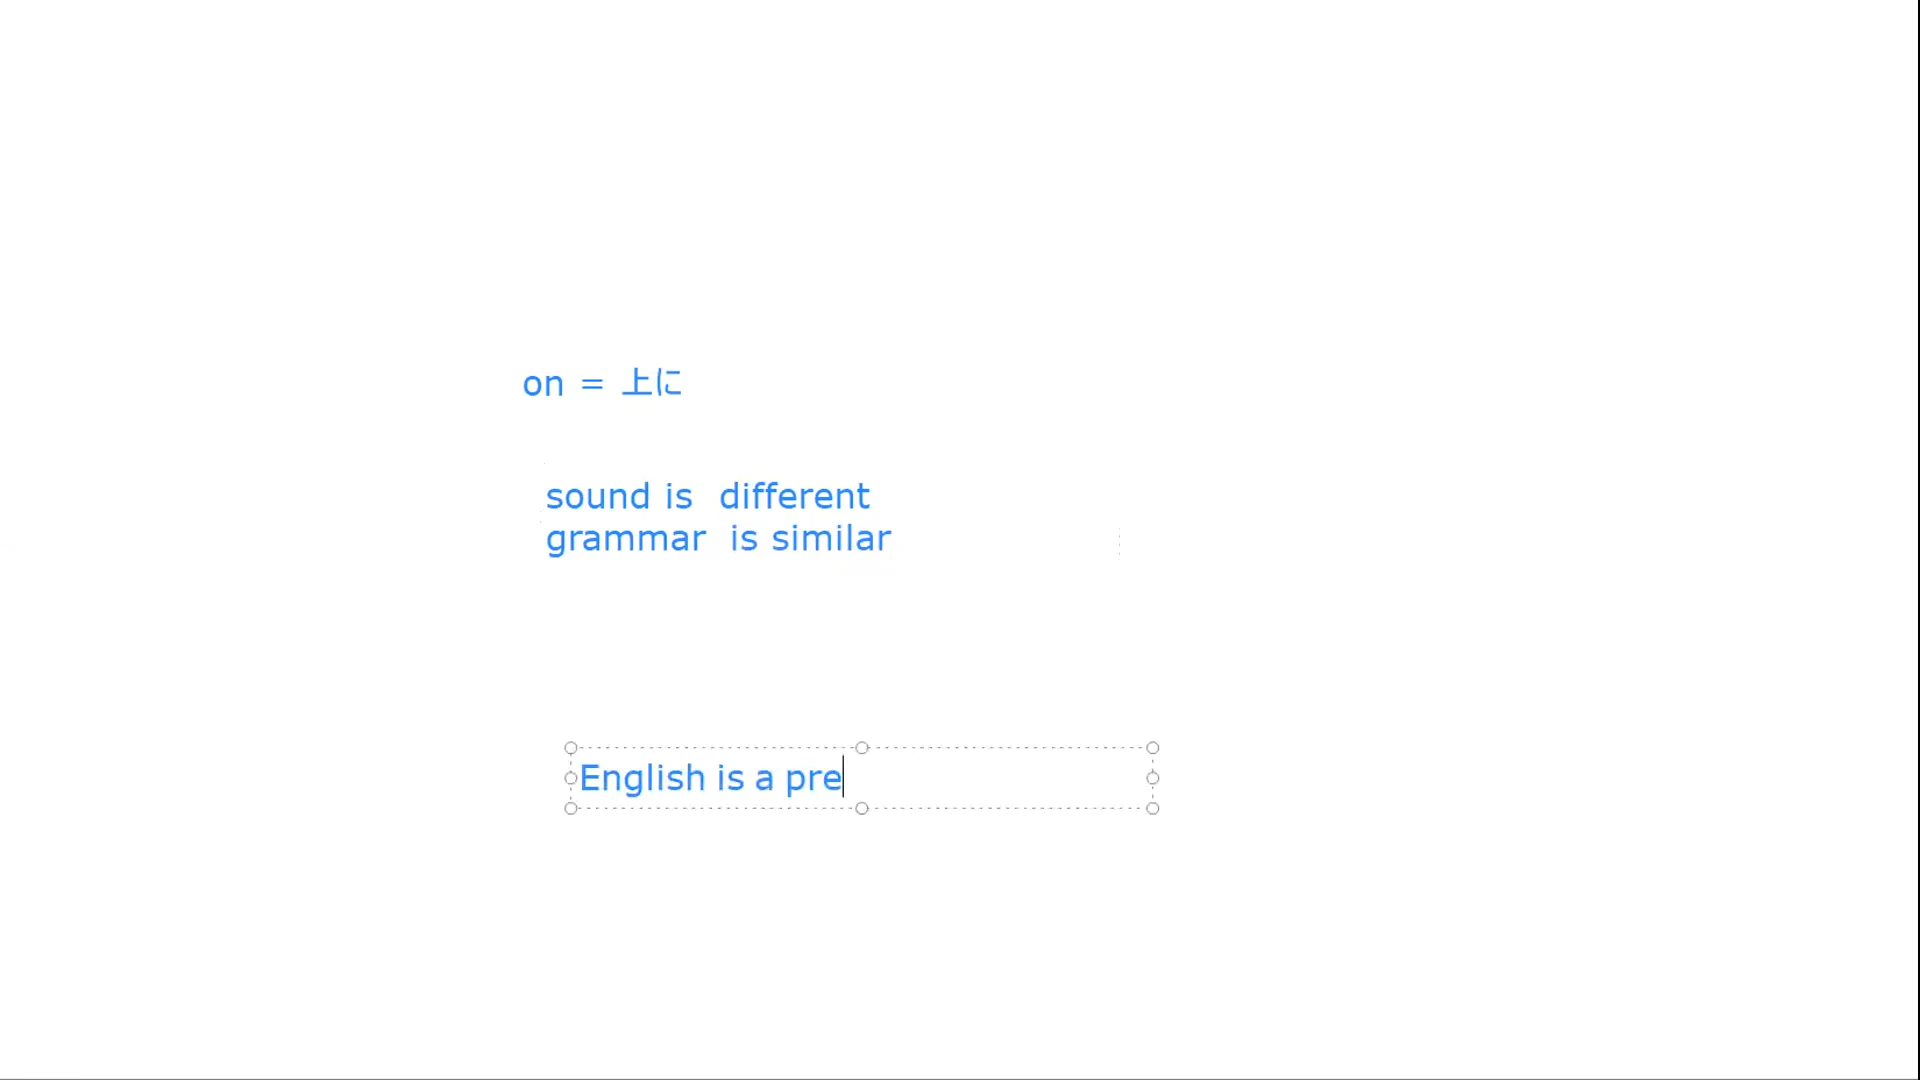 on = 上に
sound is different
grammar is similar
English is a pre